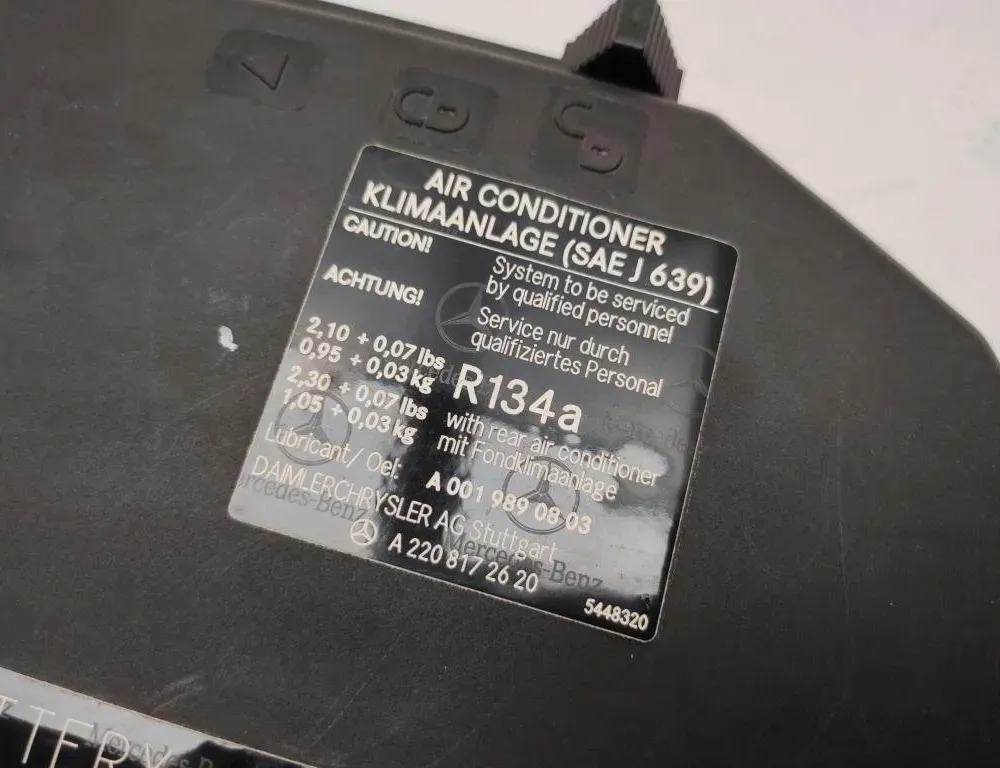 AIR CONDITIONER
KLIMAANLAGE (SAE J 639)
CAUTION! System to be serviced
by qualified personnel
ACHTUNG! Service nur durch
qualifiziertes Personal
2,10 + 0,07 lbs
0,95 + 0,03 kg R134a
2,30 + 0,07 lbs with rear air conditioner
1,05 + 0,03 kg mit Fondklimaanlage
Lubricant/Oel: A 001 989 08 03
DAIMLERCHRYSLER AG Stuttgart
A 220 817 26 20
5448320
Mercedes-Benz